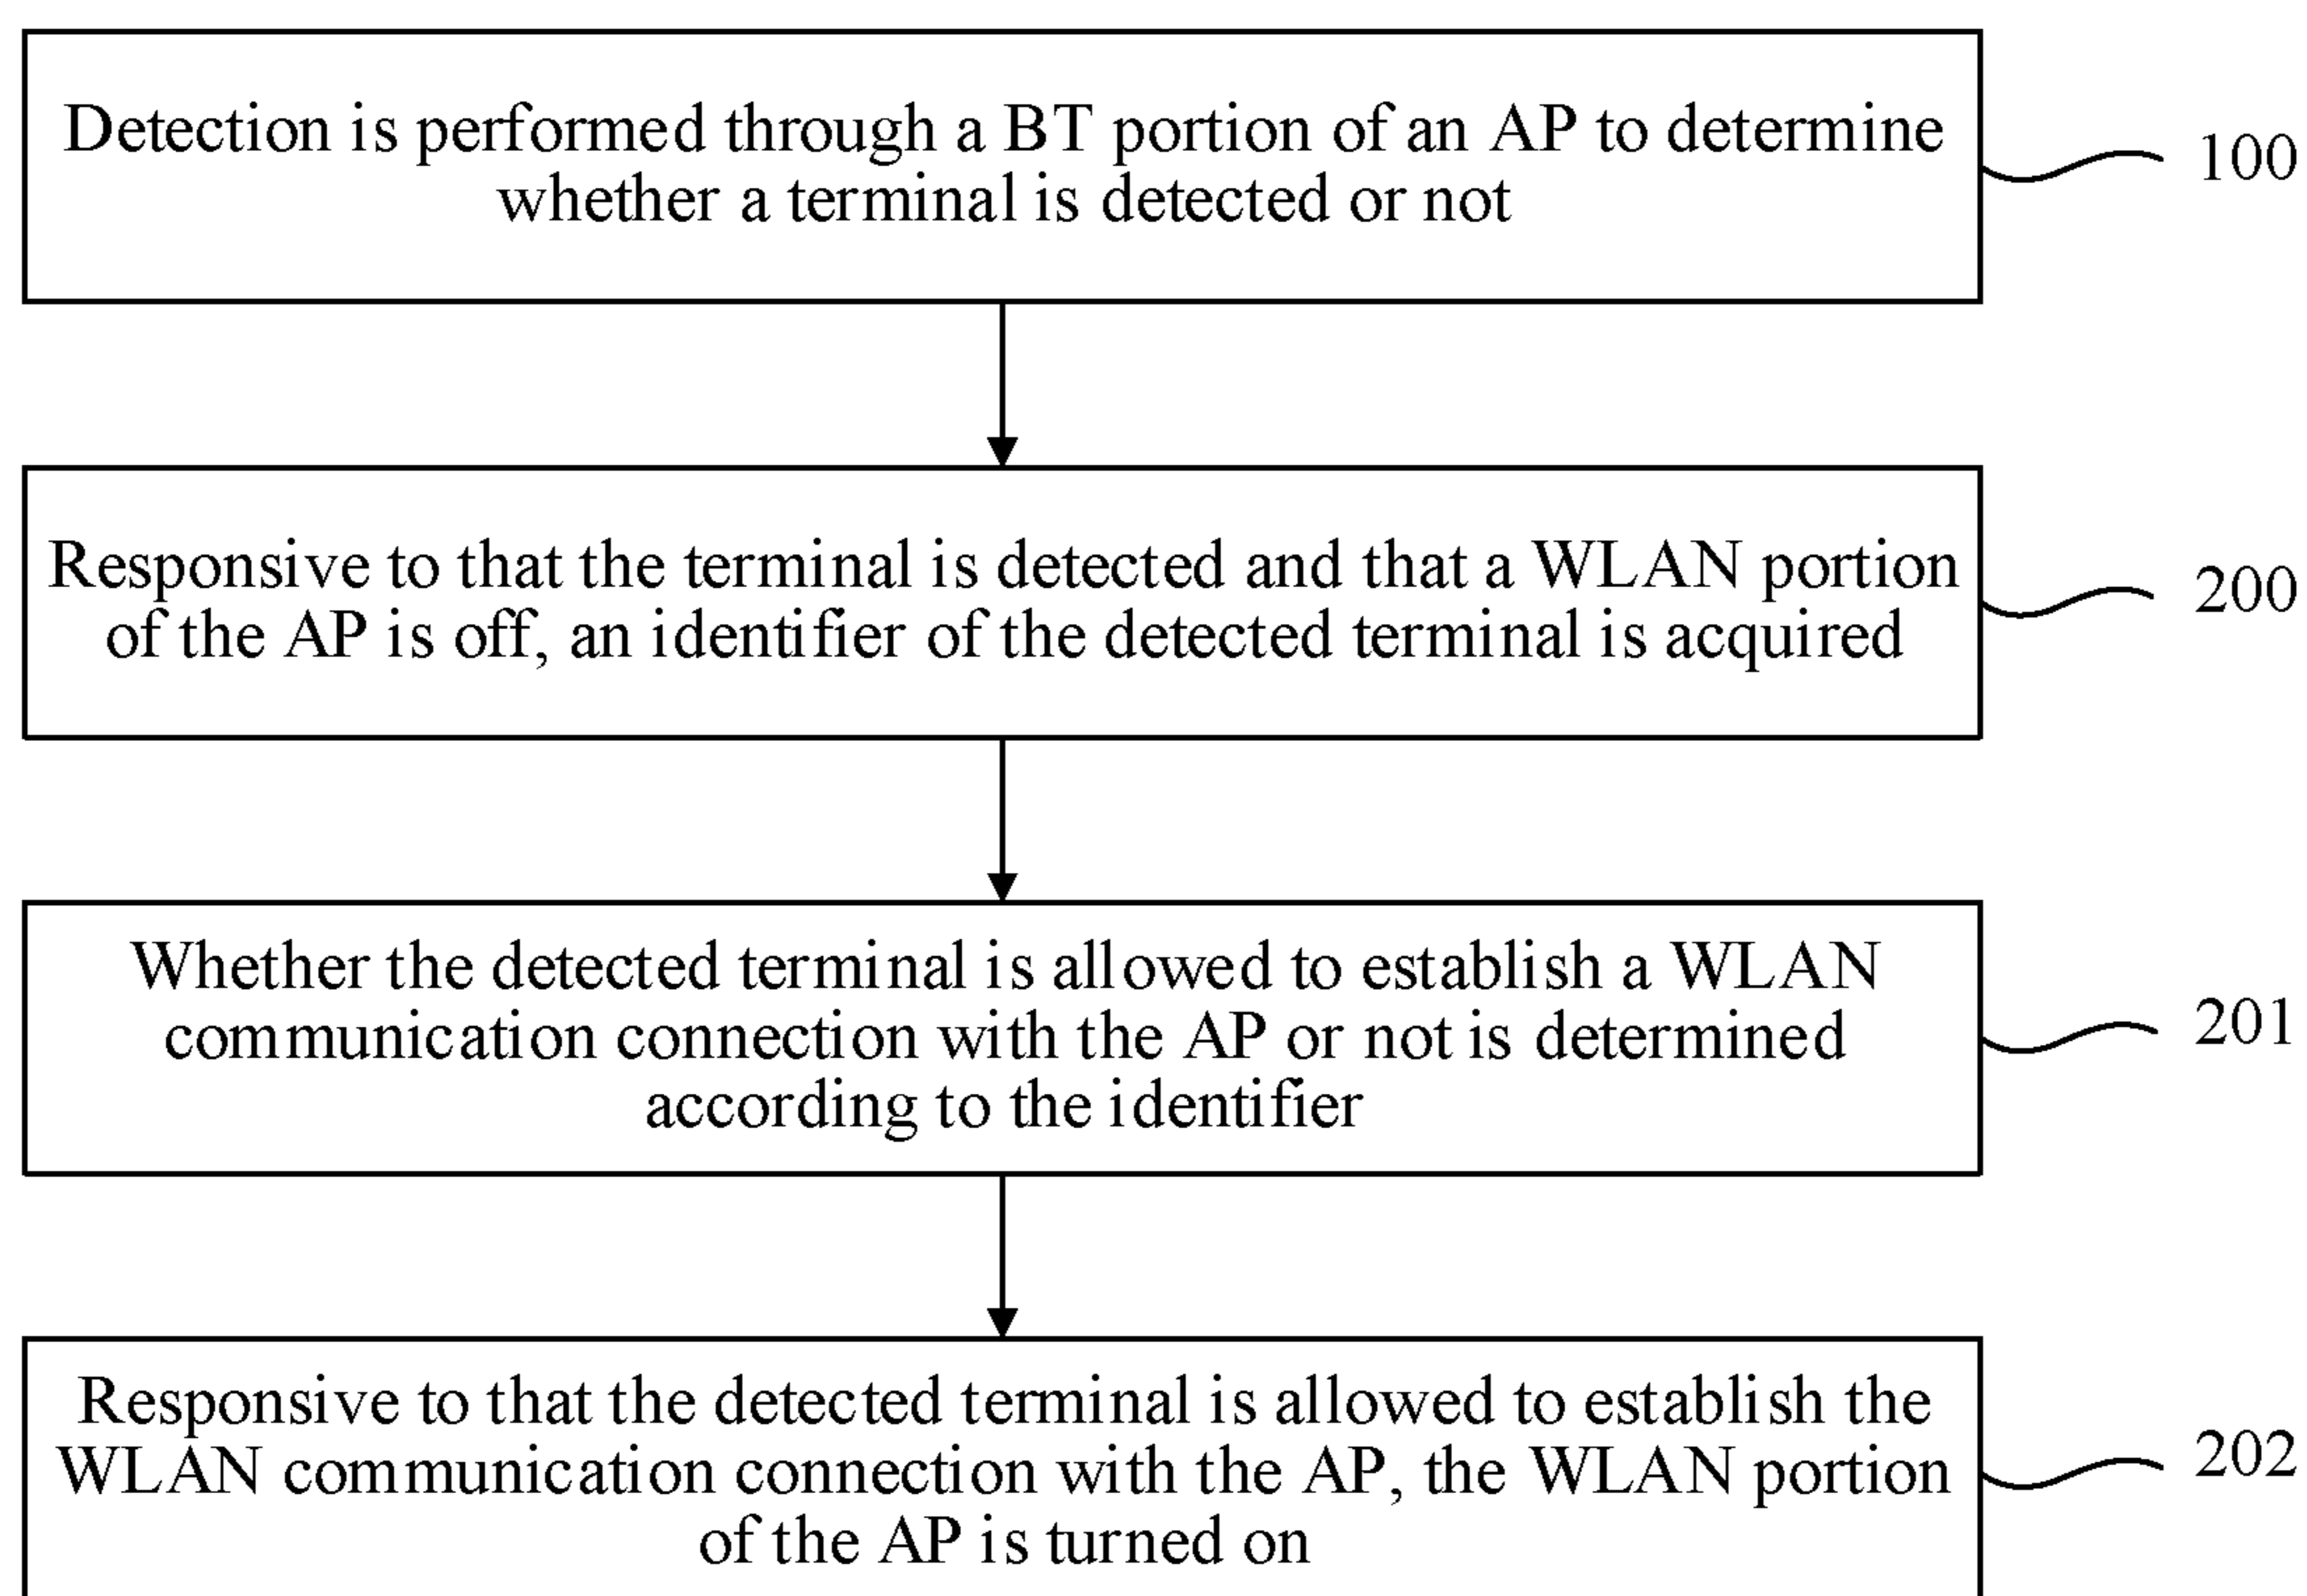 Detection is performed through a BT portion of an AP to determine
whether a terminal is detected or not
100
Responsive to that the terminal is detected and that a WLAN portion
of the AP is off, an identifier of the detected terminal is acquired
200
Whether the detected terminal is allowed to establish a WLAN
communication connection with the AP or not is determined
according to the identifier
201
Responsive to that the detected terminal is allowed to establish the
WLAN communication connection with the AP, the WLAN portion
of the AP is turned on
202